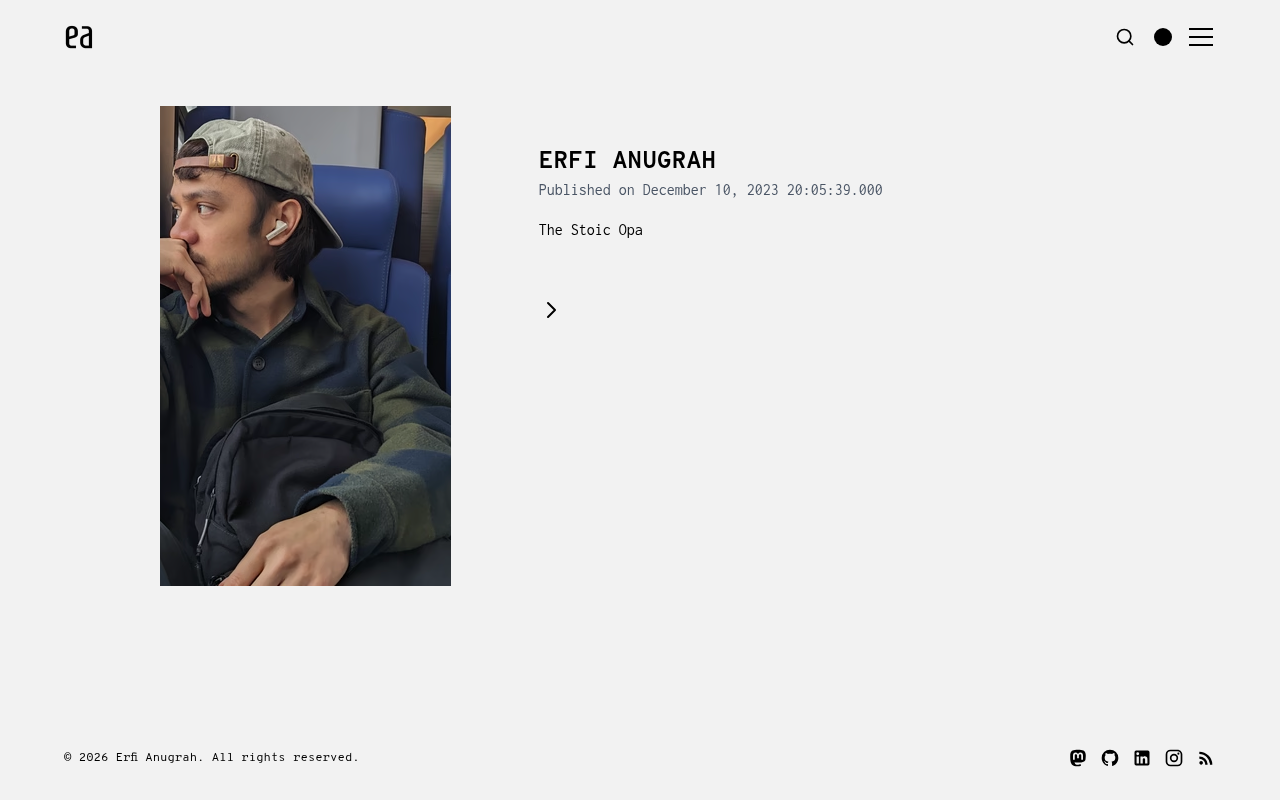 ea
ERFI ANUGRAH
Published on December 10, 2023 20:05:39.000
The Stoic Opa
© 2026 Erfi Anugrah. All rights reserved.